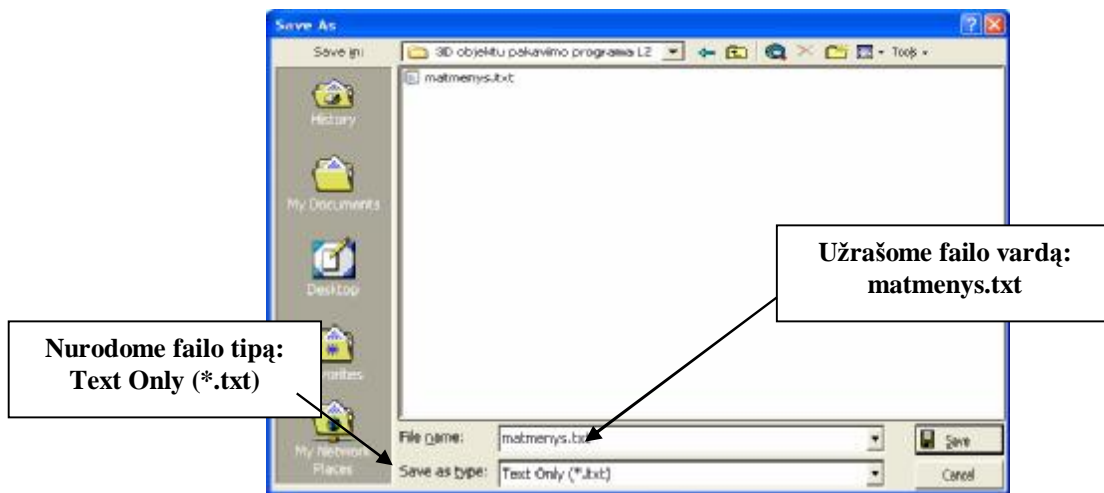 Save As
Save in:
3D objektu pakavimo programa LZ
Tools
matmenys.txt
History
My Documents
Desktop
Užrašome failo vardą:
matmenys.txt
Nurodome failo tipą:
Text Only (*.txt)
File name:
matmenys.txt
Save
My Network
Places
Save as type:
Text Only (*.txt)
Cancel